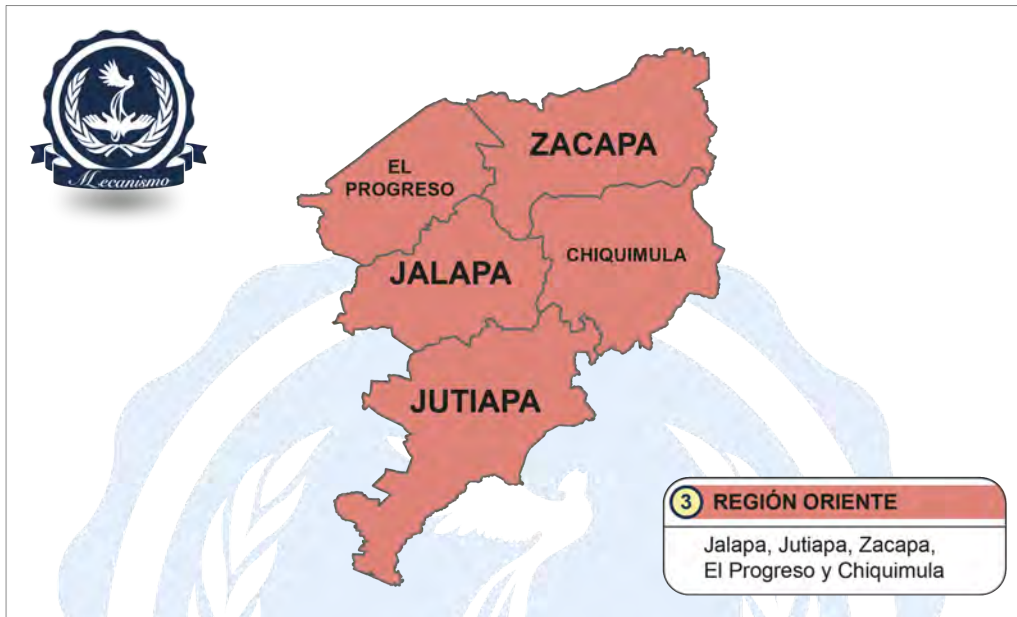 Mecanismo
ZACAPA
EL
PROGRESO
CHIQUIMULA
JALAPA
JUTIAPA
3 REGIÓN ORIENTE
Jalapa, Jutiapa, Zacapa,
El Progreso y Chiquimula